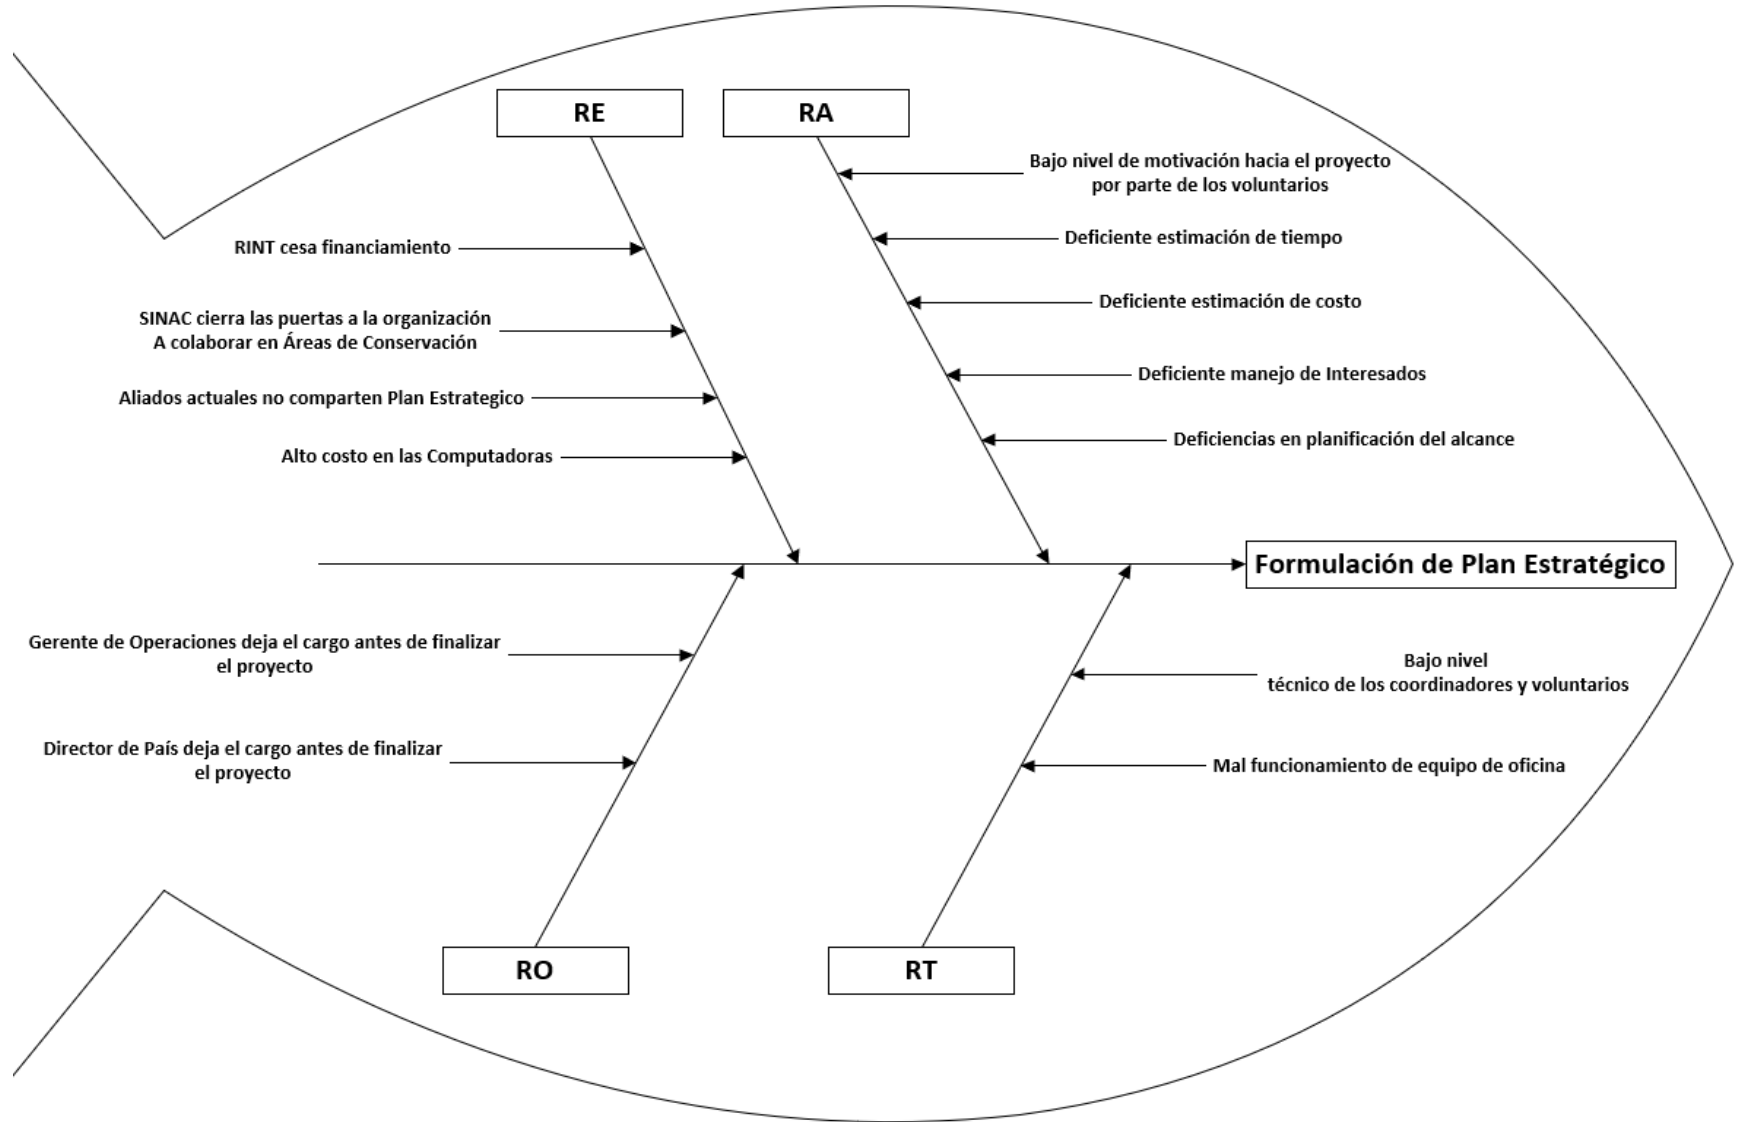 RE
RA
Bajo nivel de motivación hacia el proyecto
por parte de los voluntarios
RINT cesa financiamiento
Deficiente estimación de tiempo
SINAC cierra las puertas a la organización
A colaborar en Áreas de Conservación
Deficiente estimación de costo
Aliados actuales no comparten Plan Estrategico
Deficiente manejo de Interesados
Alto costo en las Computadoras
Deficiencias en planificación del alcance
Formulación de Plan Estratégico
Gerente de Operaciones deja el cargo antes de finalizar
el proyecto
Bajo nivel
técnico de los coordinadores y voluntarios
Director de País deja el cargo antes de finalizar
el proyecto
Mal funcionamiento de equipo de oficina
RO
RT